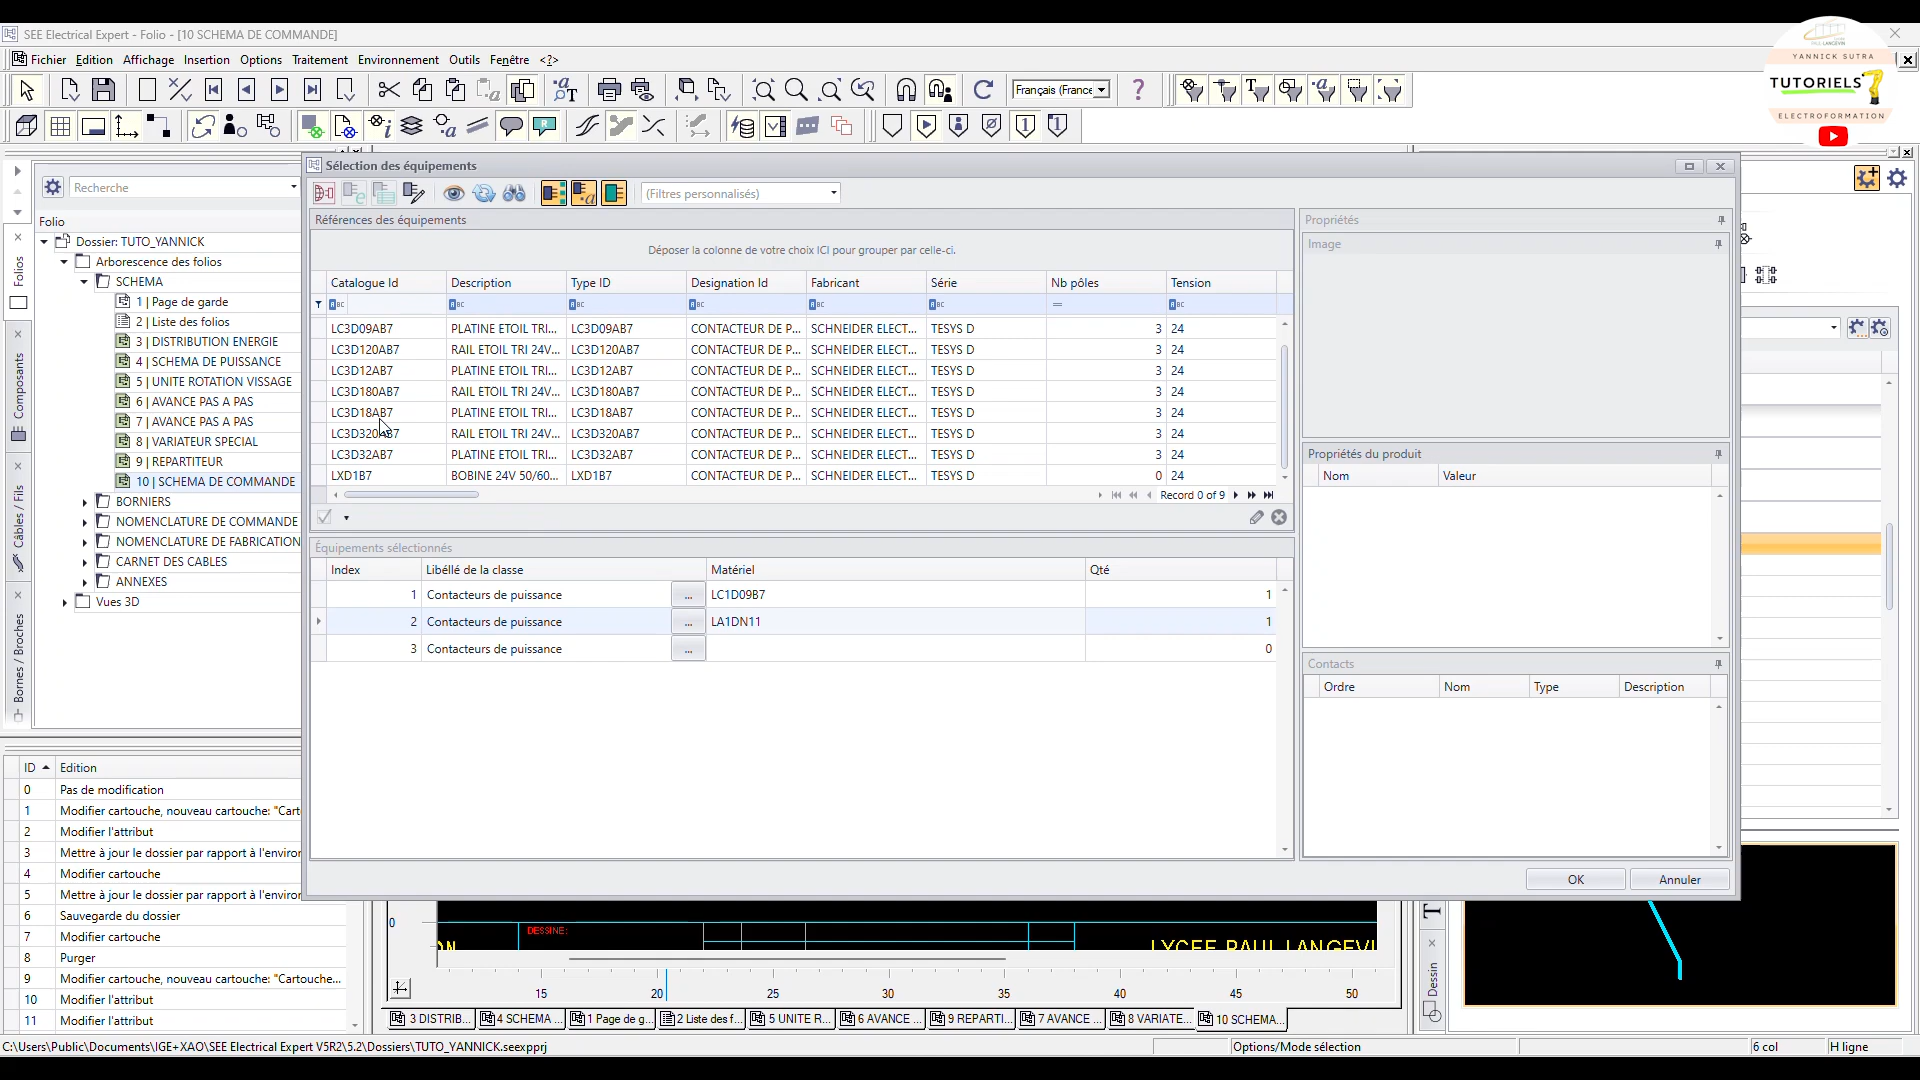 SEE Electrical Expert - Folio - [10 SCHEMA DE COMMANDE]
Fichier Edition Affichage Insertion Options Traitement Environnement Outils Fenêtre <?>
Français (France
YANNICK SUTRA
TUTORIELS
ELECTROFORMATION
Sélection des équipements
(Filtres personnalisés)
Références des équipements
Déposer la colonne de votre choix ICI pour grouper par celle-ci.
Catalogue Id Description Type ID Designation Id Fabricant Série Nb pôles Tension
LC3D09AB7 PLATINE ETOIL TRI... LC3D09AB7 CONTACTEUR DE P... SCHNEIDER ELECT... TESYS D 3 24
LC3D120AB7 RAIL ETOIL TRI 24V... LC3D120AB7 CONTACTEUR DE P... SCHNEIDER ELECT... TESYS D 3 24
LC3D12AB7 PLATINE ETOIL TRI... LC3D12AB7 CONTACTEUR DE P... SCHNEIDER ELECT... TESYS D 3 24
LC3D180AB7 RAIL ETOIL TRI 24V... LC3D180AB7 CONTACTEUR DE P... SCHNEIDER ELECT... TESYS D 3 24
LC3D18AB7 PLATINE ETOIL TRI... LC3D18AB7 CONTACTEUR DE P... SCHNEIDER ELECT... TESYS D 3 24
LC3D320AB7 RAIL ETOIL TRI 24V... LC3D320AB7 CONTACTEUR DE P... SCHNEIDER ELECT... TESYS D 3 24
LC3D32AB7 PLATINE ETOIL TRI... LC3D32AB7 CONTACTEUR DE P... SCHNEIDER ELECT... TESYS D 3 24
LXD1B7 BOBINE 24V 50/60... LXD1B7 CONTACTEUR DE P... SCHNEIDER ELECT... TESYS D 0 24
Record 0 of 9
Équipements sélectionnés
Index Libéllé de la classe Matériel Qté
1 Contacteurs de puissance ... LC1D09B7 1
2 Contacteurs de puissance ... LA1DN11 1
3 Contacteurs de puissance ... 0
Propriétés
Image
Propriétés du produit
Nom Valeur
Contacts
Ordre Nom Type Description
OK Annuler
Recherche
Folio
Dossier: TUTO_YANNICK
Arborescence des folios
SCHEMA
1 | Page de garde
2 | Liste des folios
3 | DISTRIBUTION ENERGIE
4 | SCHEMA DE PUISSANCE
5 | UNITE ROTATION VISSAGE
6 | AVANCE PAS A PAS
7 | AVANCE PAS A PAS
8 | VARIATEUR SPECIAL
9 | REPARTITEUR
10 | SCHEMA DE COMMANDE
BORNIERS
NOMENCLATURE DE COMMANDE
NOMENCLATURE DE FABRICATION
CARNET DES CABLES
ANNEXES
Vues 3D
Folios
Composants
Câbles / Fils
Bornes / Broches
ID Edition
0 Pas de modification
1 Modifier cartouche, nouveau cartouche: "Cart
2 Modifier l'attribut
3 Mettre à jour le dossier par rapport à l'enviror
4 Modifier cartouche
5 Mettre à jour le dossier par rapport à l'enviror
6 Sauvegarde du dossier
7 Modifier cartouche
8 Purger
9 Modifier cartouche, nouveau cartouche: "Cartouche...
10 Modifier l'attribut
11 Modifier l'attribut
0
DESSINE:
LYCEE PAUL LANGEVI
15 20 25 30 35 40 45 50
Dessin
3 DISTRIB... 4 SCHEMA ... 1 Page de g... 2 Liste des f... 5 UNITE R... 6 AVANCE ... 9 REPARTI... 7 AVANCE ... 8 VARIATE... 10 SCHEMA...
C:\Users\Public\Documents\IGE+XAO\SEE Electrical Expert V5R2\5.2\Dossiers\TUTO_YANNICK.seexpprj
Options/Mode sélection
6 col
H ligne